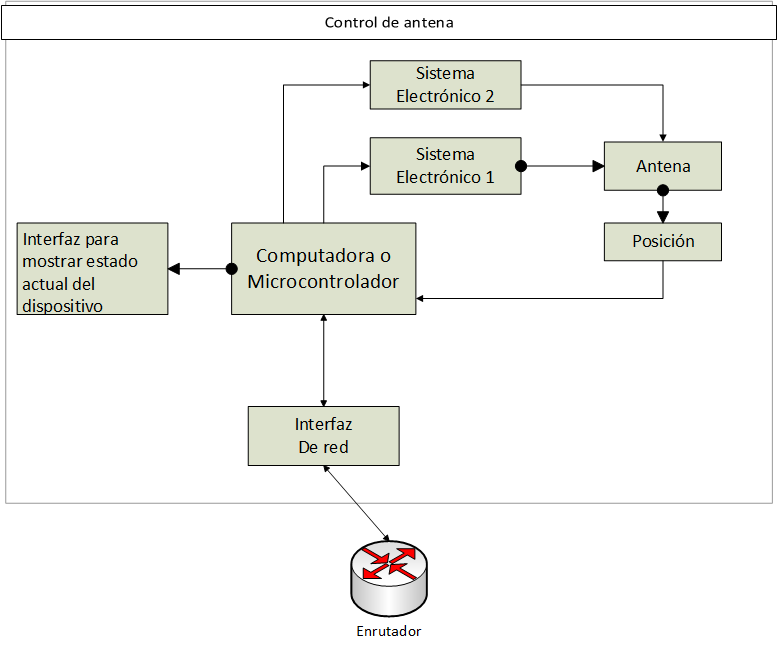 Control de antena
Sistema
Electrónico 2
Sistema
Electrónico 1
Antena
Posición
Interfaz para
mostrar estado
actual del
dispositivo
Computadora o
Microcontrolador
Interfaz
De red
Enrutador